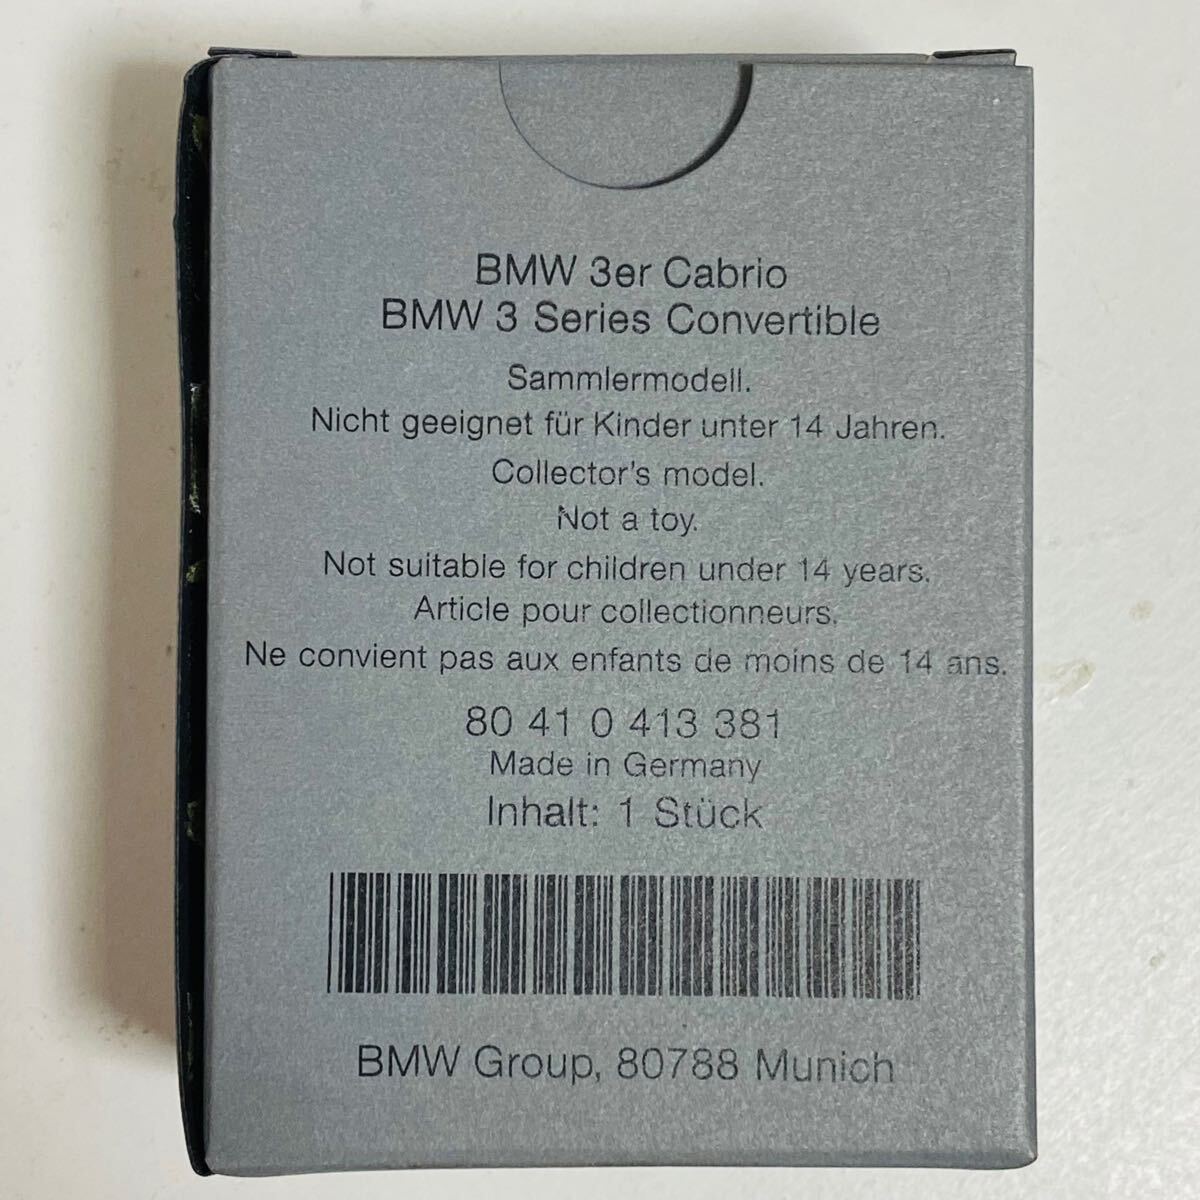 BMW 3er Cabrio
BMW 3 Series Convertible
Sammlermodell.
Nicht geeignet für Kinder unter 14 Jahren.
Collector's model.
Not a toy.
Not suitable for children under 14 years.
Article pour collectionneurs.
Ne convient pas aux enfants de moins de 14 ans.
80 41 0 413 381
Made in Germany
Inhalt: 1 Stück
BMW Group, 80788 Munich